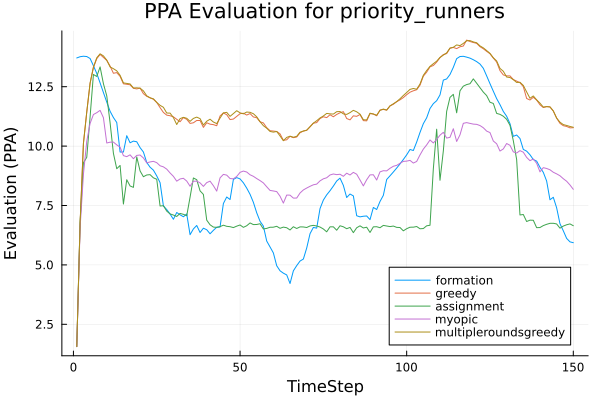 PPA Evaluation for priority_runners
Evaluation (PPA)
12.5
10.0
7.5
5.0
2.5
formation
greedy
assignment
myopic
multipleroundsgreedy
0
50
100
150
TimeStep